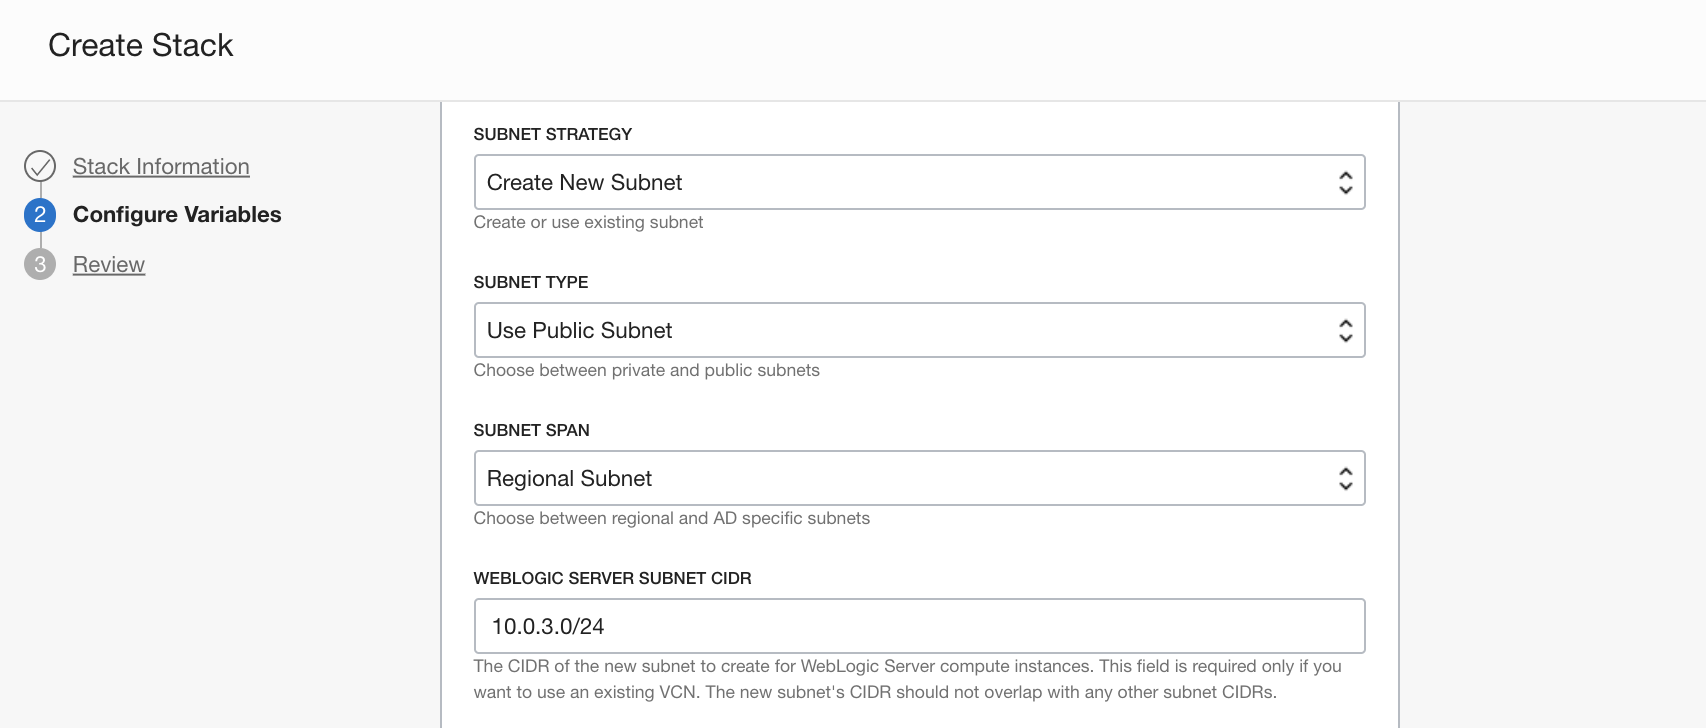 Create Stack
Stack Information
2 Configure Variables
3 Review
SUBNET STRATEGY
Create New Subnet
Create or use existing subnet
SUBNET TYPE
Use Public Subnet
Choose between private and public subnets
SUBNET SPAN
Regional Subnet
Choose between regional and AD specific subnets
WEBLOGIC SERVER SUBNET CIDR
10.0.3.0/24
The CIDR of the new subnet to create for WebLogic Server compute instances. This field is required only if you
want to use an existing VCN. The new subnet's CIDR should not overlap with any other subnet CIDRs.